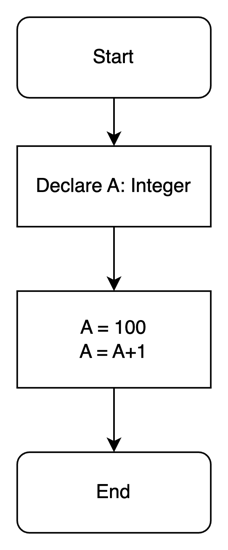 Start
Declare A: Integer
A = 100
A = A+1
End